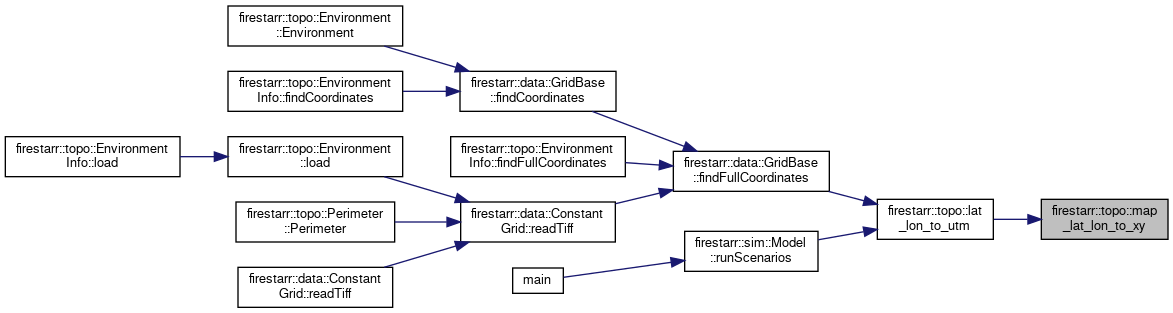 firestarr::topo::Environment
::Environment
firestarr::topo::Environment
Info::findCoordinates
firestarr::data::GridBase
::findCoordinates
firestarr::topo::Environment
Info::load
firestarr::topo::Environment
::load
firestarr::topo::Environment
Info::findFullCoordinates
firestarr::data::GridBase
::findFullCoordinates
firestarr::topo::Perimeter
::Perimeter
firestarr::data::Constant
Grid::readTiff
firestarr::topo::lat
_lon_to_utm
firestarr::topo::map
_lat_lon_to_xy
firestarr::sim::Model
::runScenarios
firestarr::data::Constant
Grid::readTiff
main